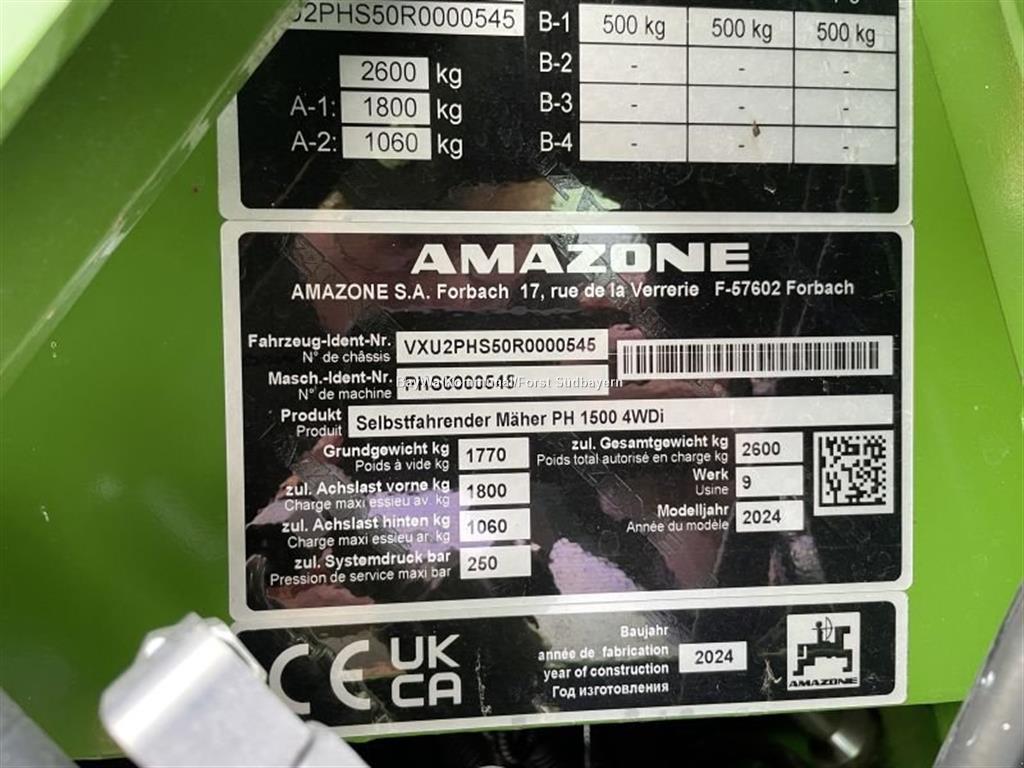 U2PHS50R0000545
B-1 500 kg 500 kg 500 kg
2600 kg B-2 - - -
A-1: 1800 kg B-3 - - -
A-2: 1060 kg B-4 - - -
AMAZONE
AMAZONE S.A. Forbach 17, rue de la Verrerie F-57602 Forbach
Fahrzeug-Ident-Nr. VXU2PHS50R0000545
N° de châssis
Masch.-Ident-Nr.
N° de machine
BayWa Kommunal/Forst Südbayern
Produkt Selbstfahrender Mäher PH 1500 4WDi
Produit
Grundgewicht kg 1770
Poids à vide kg
zul. Achslast vorne kg 1800
Charge maxi essieu av. kg
zul. Achslast hinten kg 1060
Charge maxi essieu ar. kg
zul. Systemdruck bar 250
Pression de service maxi bar
zul. Gesamtgewicht kg 2600
Poids total autorisé en charge kg
Werk 9
Usine
Modelljahr 2024
Année du modèle
CE UK
CA
Baujahr
année de fabrication
year of construction 2024
Год изготовления
AMAZONE